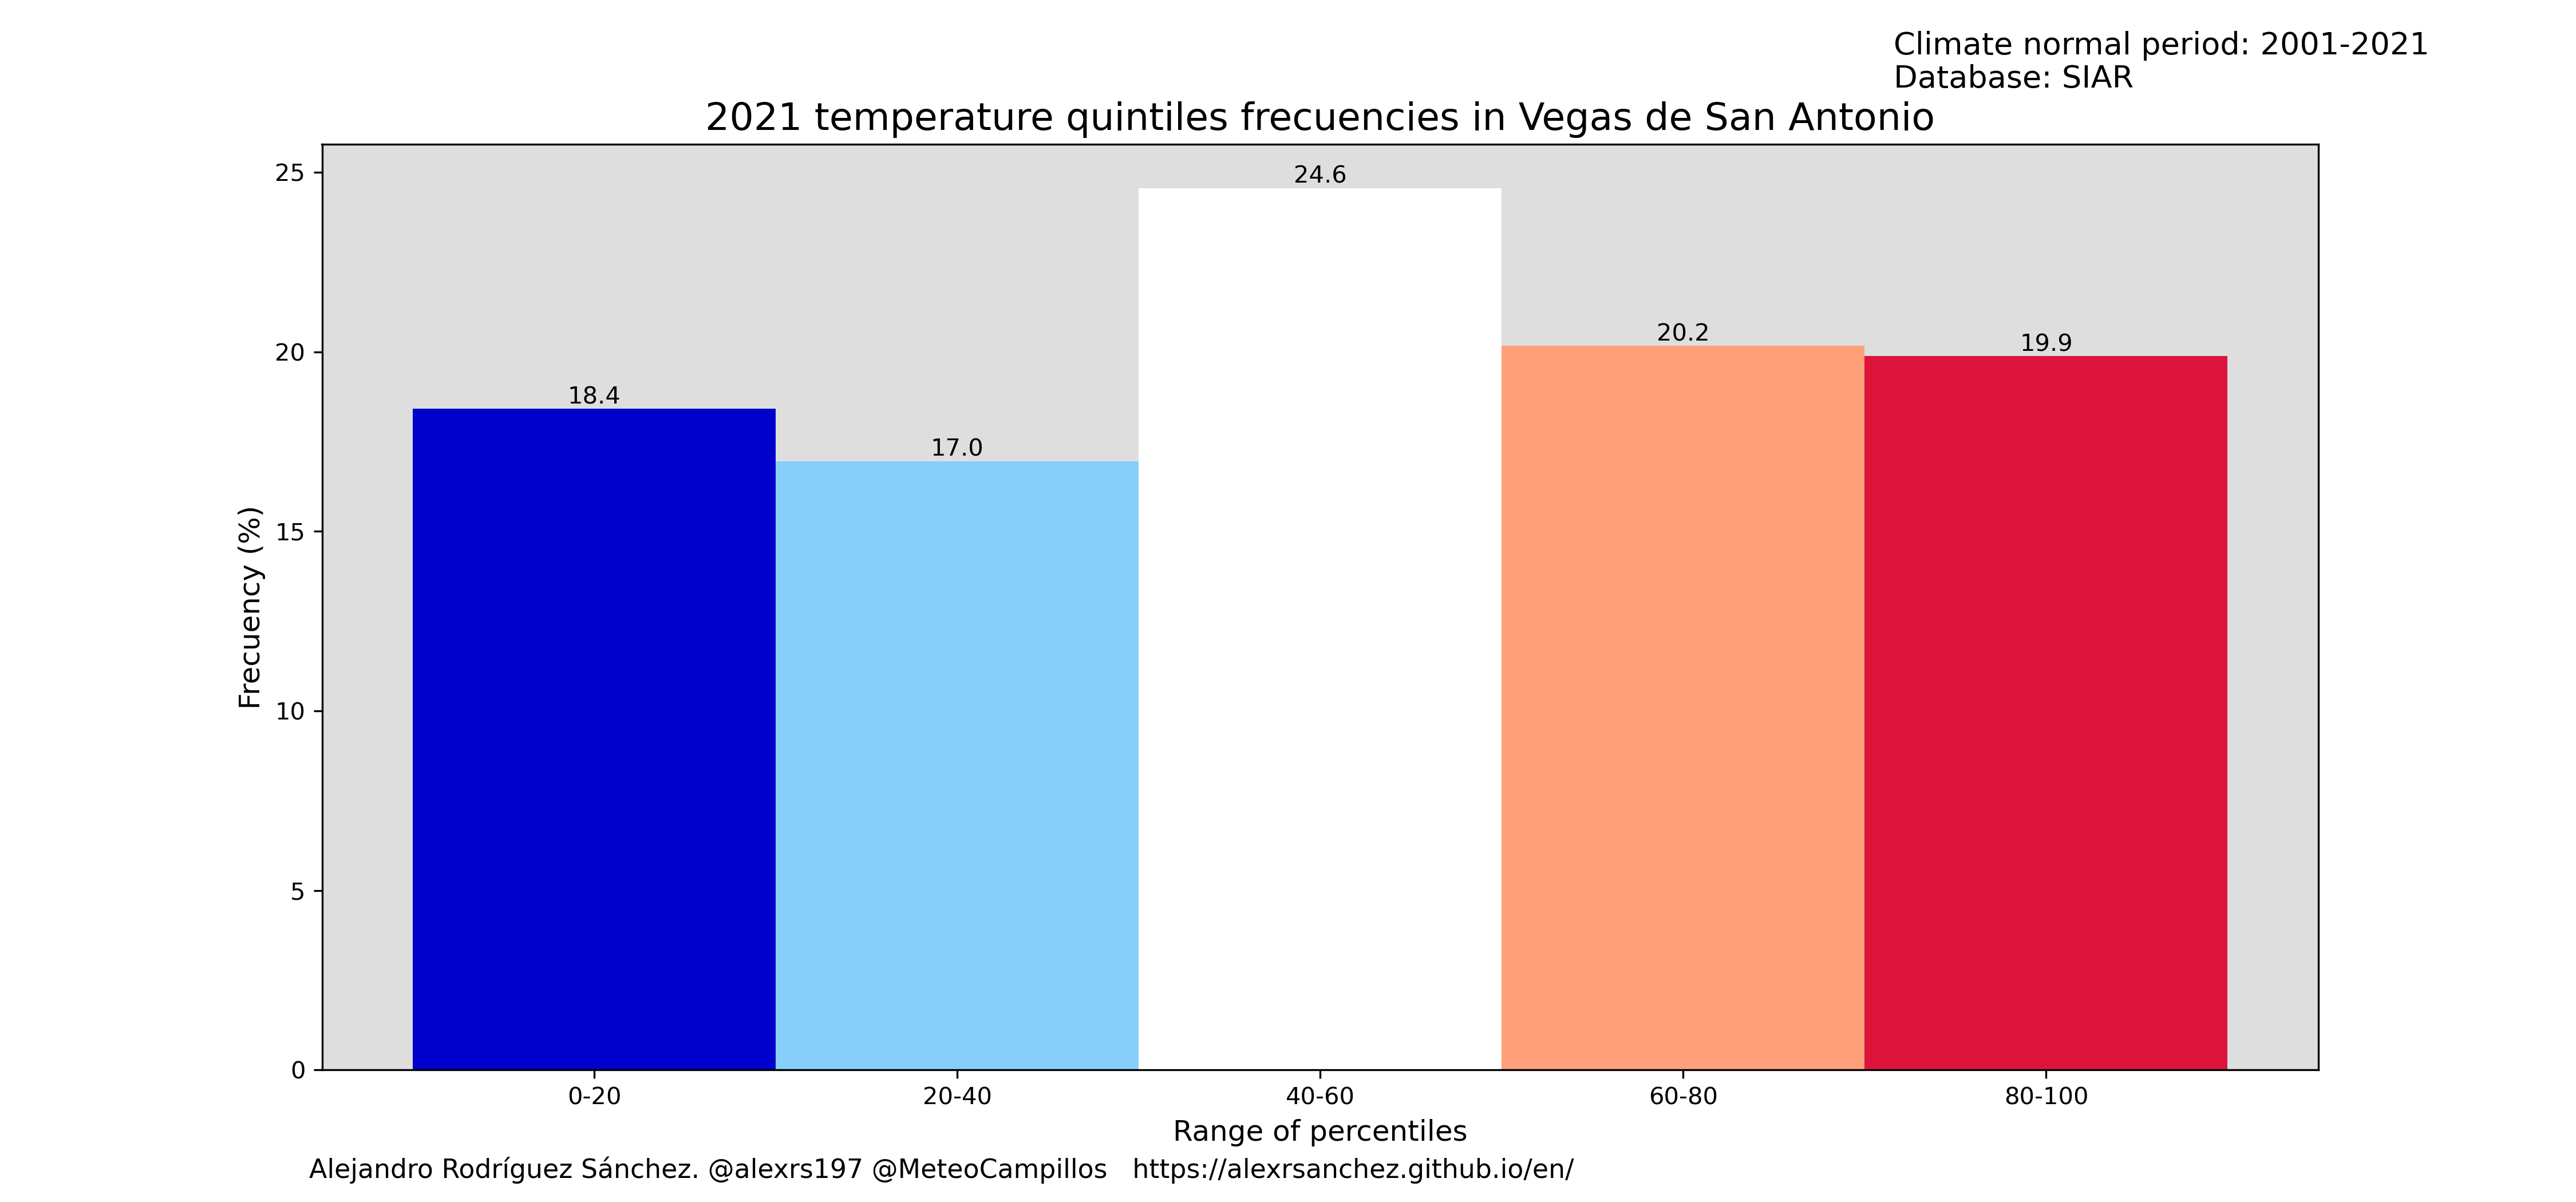 Climate normal period: 2001-2021
Database: SIAR
2021 temperature quintiles frecuencies in Vegas de San Antonio
25
20
15
10
5
0
Frecuency (%)
18.4
17.0
24.6
20.2
19.9
0-20
20-40
40-60
60-80
80-100
Range of percentiles
Alejandro Rodríguez Sánchez. @alexrs197 @MeteoCampillos   https://alexrsanchez.github.io/en/